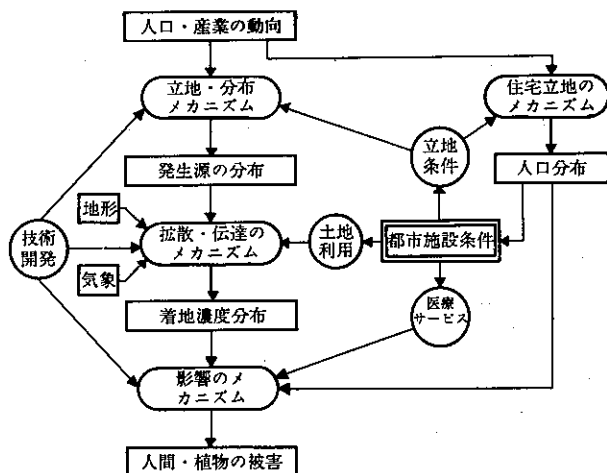 人口・産業の動向
立地・分布
メカニズム
住宅立地の
メカニズム
立地
条件
発生源の分布
人口分布
地形
技術
開発
拡散・伝達の
メカニズム
土地
利用
都市施設条件
気象
医療
サービス
着地濃度分布
影響のメ
カニズム
人間・植物の被害